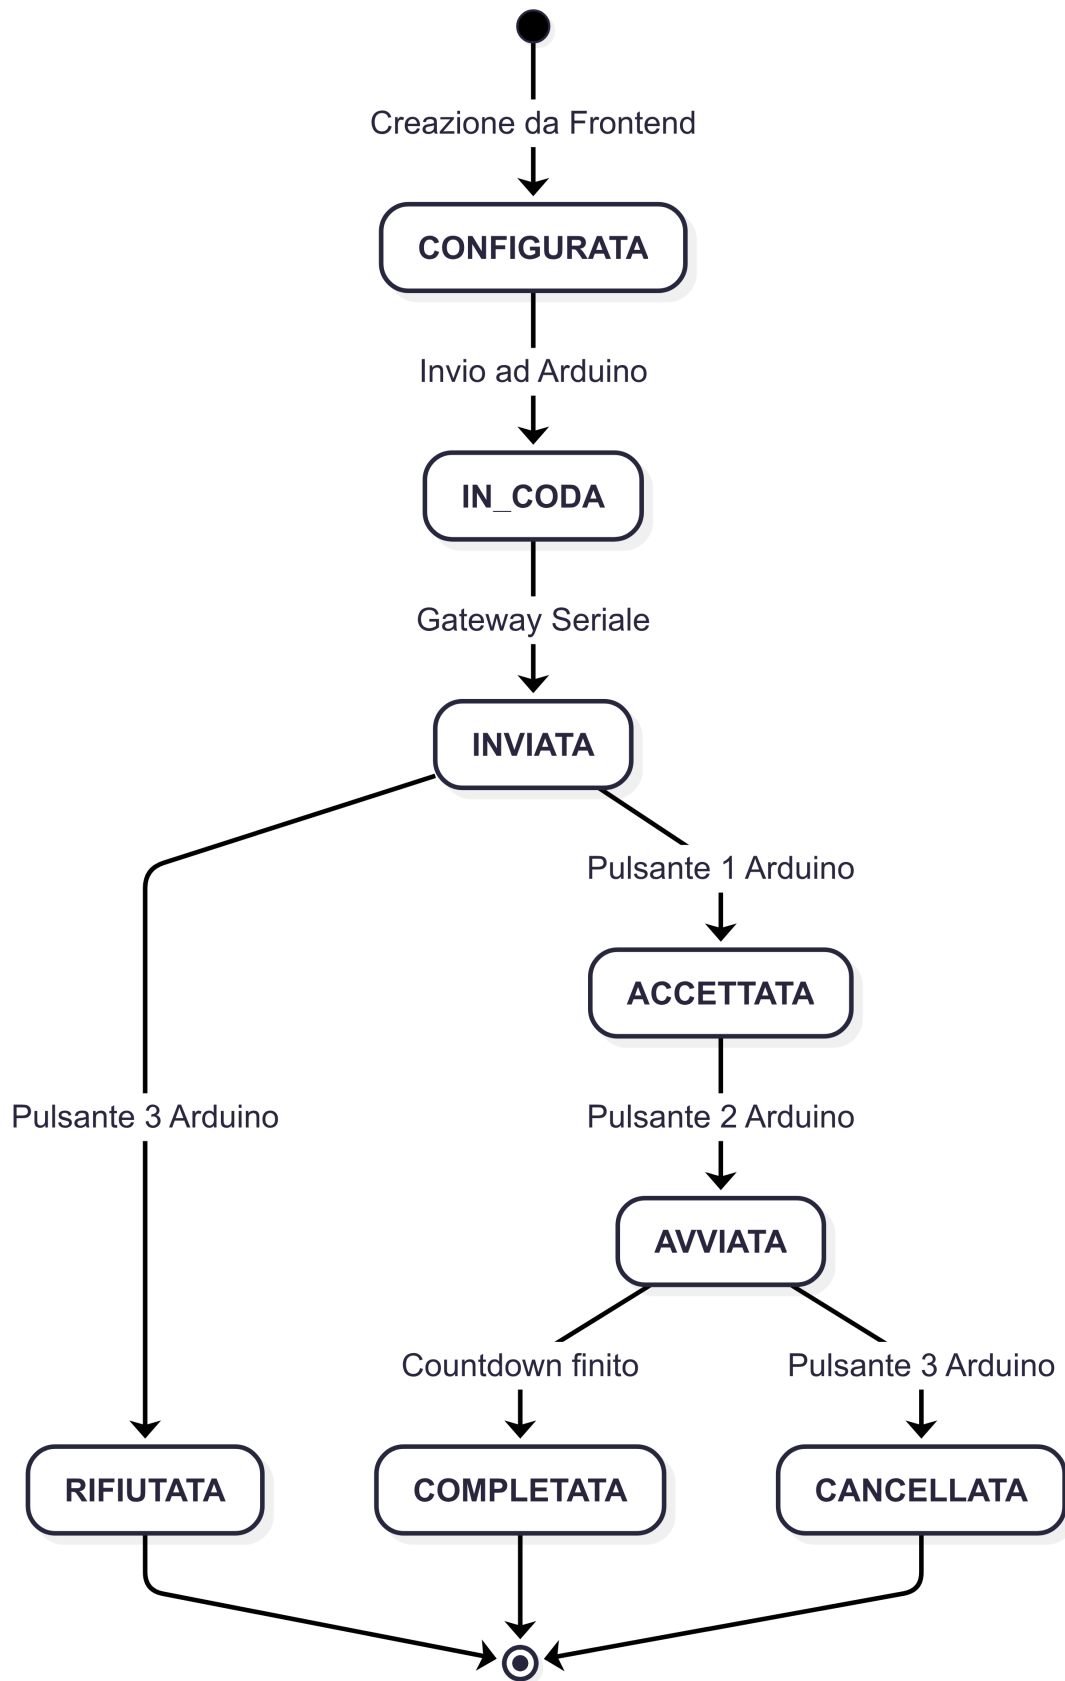 Creazione da Frontend
CONFIGURATA
Invio ad Arduino
IN_CODA
Gateway Seriale
INVIATA
Pulsante 1 Arduino
ACCETTATA
Pulsante 3 Arduino
Pulsante 2 Arduino
AVVIATA
Countdown finito
Pulsante 3 Arduino
RIFIUTATA
COMPLETATA
CANCELLATA